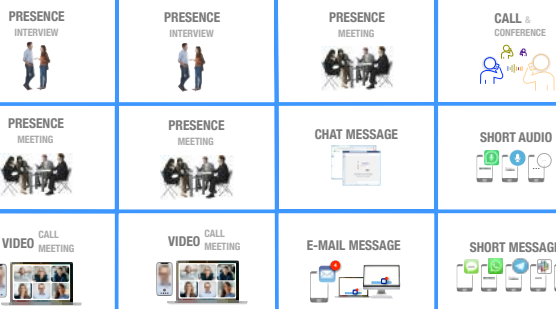 PRESENCE
INTERVIEW
PRESENCE
INTERVIEW
PRESENCE
MEETING
CALL &
CONFERENCE
PRESENCE
MEETING
PRESENCE
MEETING
CHAT MESSAGE
SHORT AUDIO
VIDEO CALL
MEETING
VIDEO CALL
MEETING
E-MAIL MESSAGE
SHORT MESSAGE